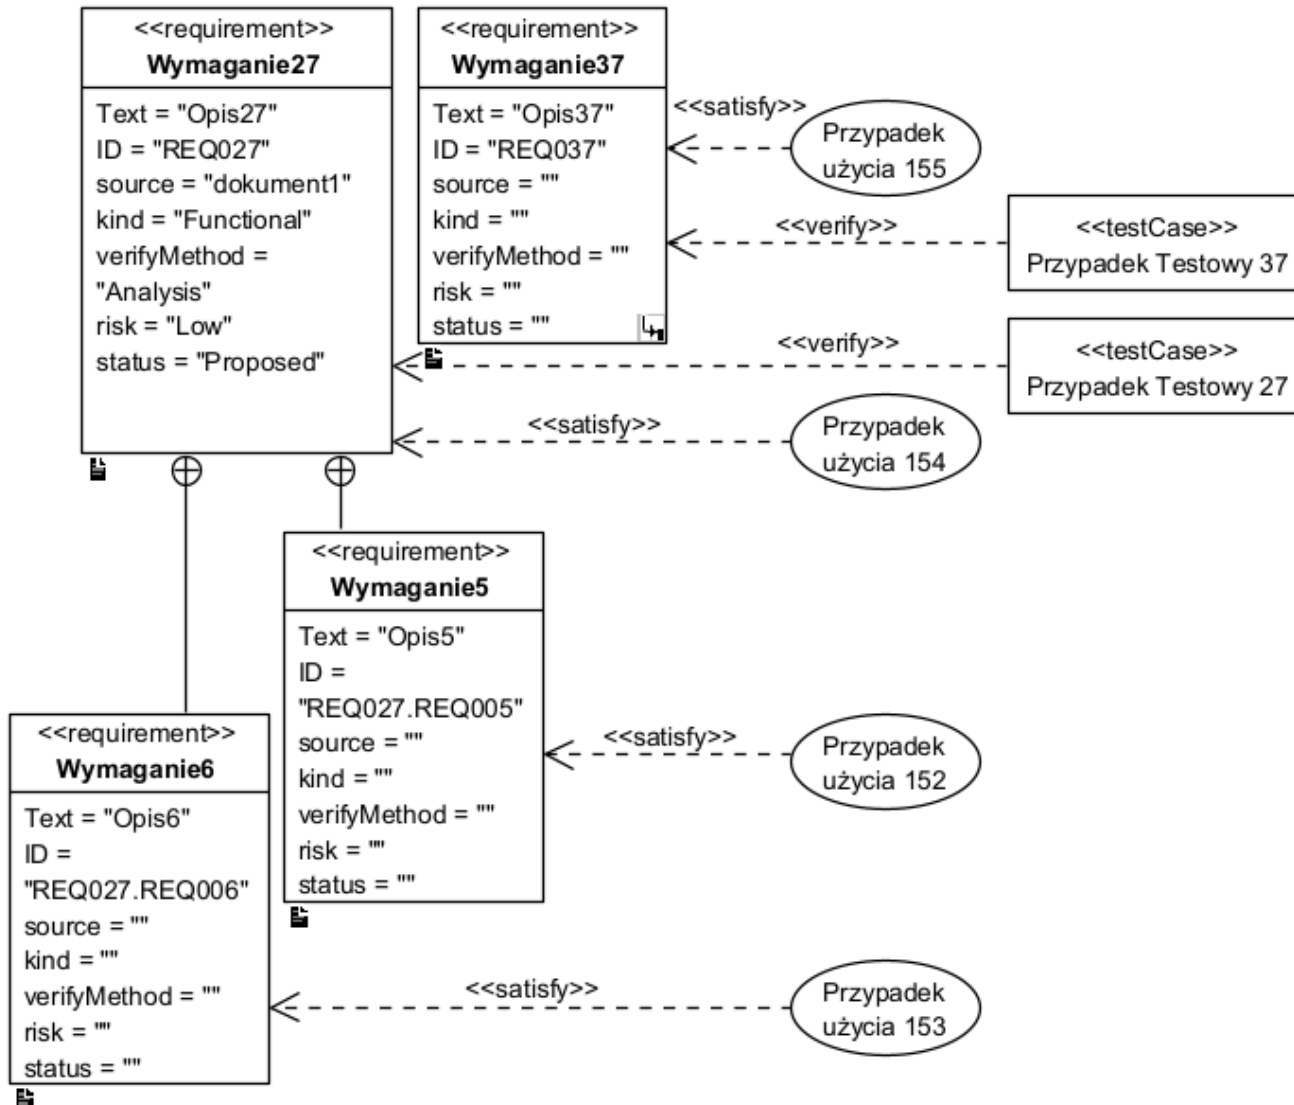 <<requirement>>
Wymaganie27
Text = "Opis27"
ID = "REQ027"
source = "dokument1"
kind = "Functional"
verifyMethod =
"Analysis"
risk = "Low"
status = "Proposed"
<<requirement>>
Wymaganie37
Text = "Opis37"
ID = "REQ037"
source = ""
kind = ""
verifyMethod = ""
risk = ""
status = ""
<<satisfy>>
Przypadek
użycia 155
<<verify>>
<<testCase>>
Przypadek Testowy 37
<<verify>>
<<testCase>>
Przypadek Testowy 27
<<satisfy>>
Przypadek
użycia 154
<<requirement>>
Wymaganie5
Text = "Opis5"
ID =
"REQ027.REQ005"
source = ""
kind = ""
verifyMethod = ""
risk = ""
status = ""
<<satisfy>>
Przypadek
użycia 152
<<requirement>>
Wymaganie6
Text = "Opis6"
ID =
"REQ027.REQ006"
source = ""
kind = ""
verifyMethod = ""
risk = ""
status = ""
<<satisfy>>
Przypadek
użycia 153